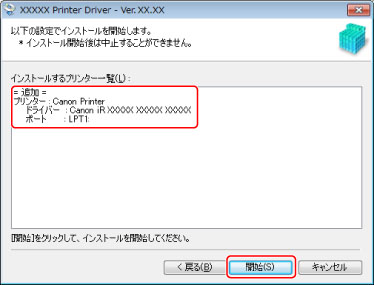 XXXXX Printer Driver - Ver. XX.XX
以下の設定でインストールを開始します。
* インストール開始後は中止することができません。
インストールするプリンター一覧(L):
= 追加 =
プリンター : Canon Printer
ドライバー : Canon iR XXXXX XXXXX XXXXX
ポート : LPT1:
[開始]をクリックして、インストールを開始してください。
< 戻る(B) 開始(S) キャンセル